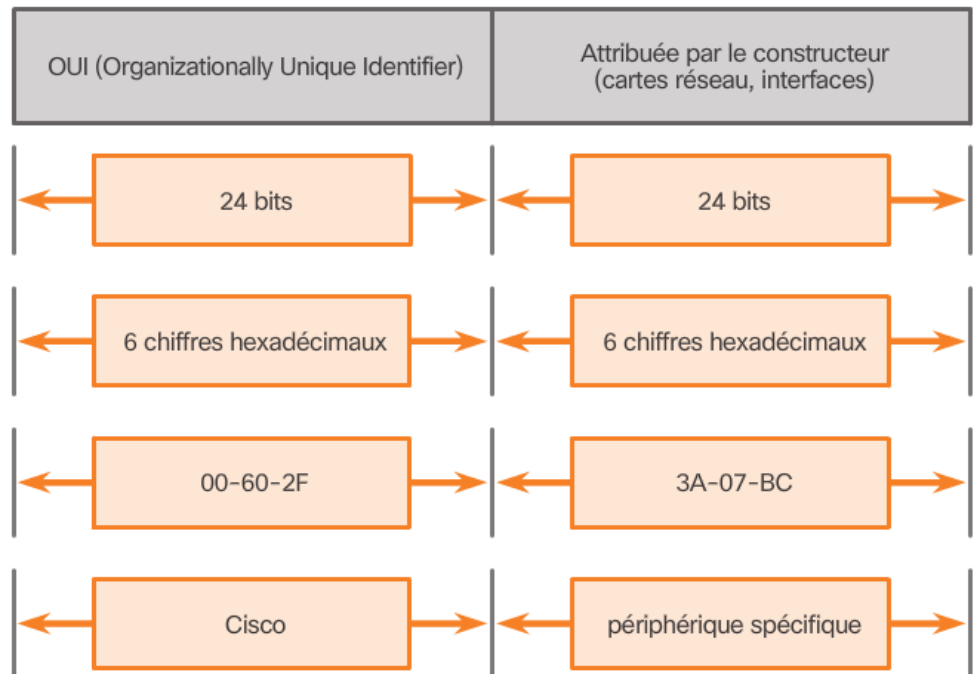 OUI (Organizationally Unique Identifier)
Attribuée par le constructeur
(cartes réseau, interfaces)
24 bits
24 bits
6 chiffres hexadécimaux
6 chiffres hexadécimaux
00-60-2F
3A-07-BC
Cisco
périphérique spécifique